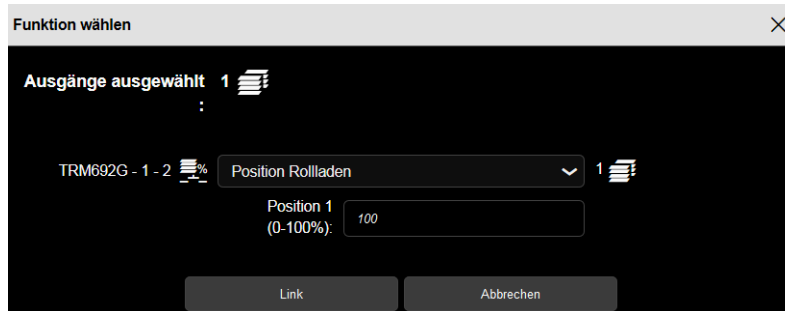 Funktion wählen
Ausgänge ausgewählt 1
:
TRM692G - 1 - 2 % Position Rollladen 1
Position 1
(0-100%): 100
Link Abbrechen